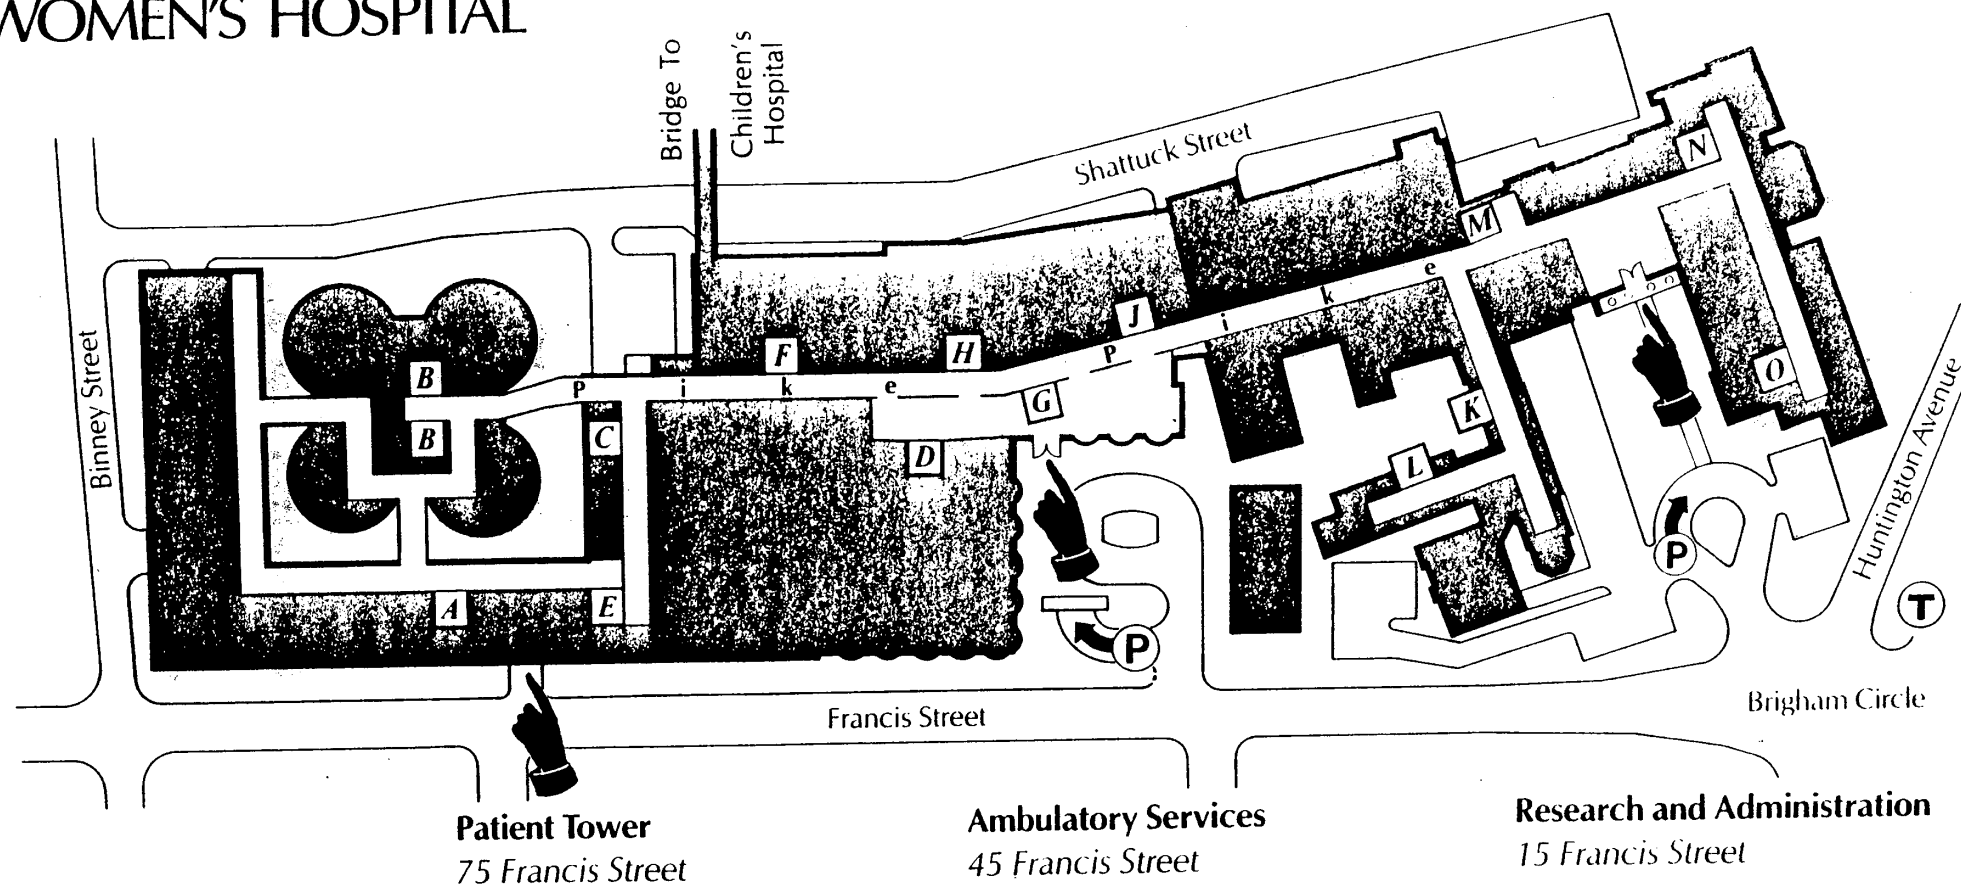 WOMEN'S HOSPITAL
Bridge To
Children's
Hospital
Shattuck Street
Binney Street
Huntington Avenue
N
M
J
F
H
B
G
B
C
D
K
L
O
A
E
P i k e
P i k e
P
P
T
Francis Street
Brigham Circle
Patient Tower
75 Francis Street
Ambulatory Services
45 Francis Street
Research and Administration
15 Francis Street